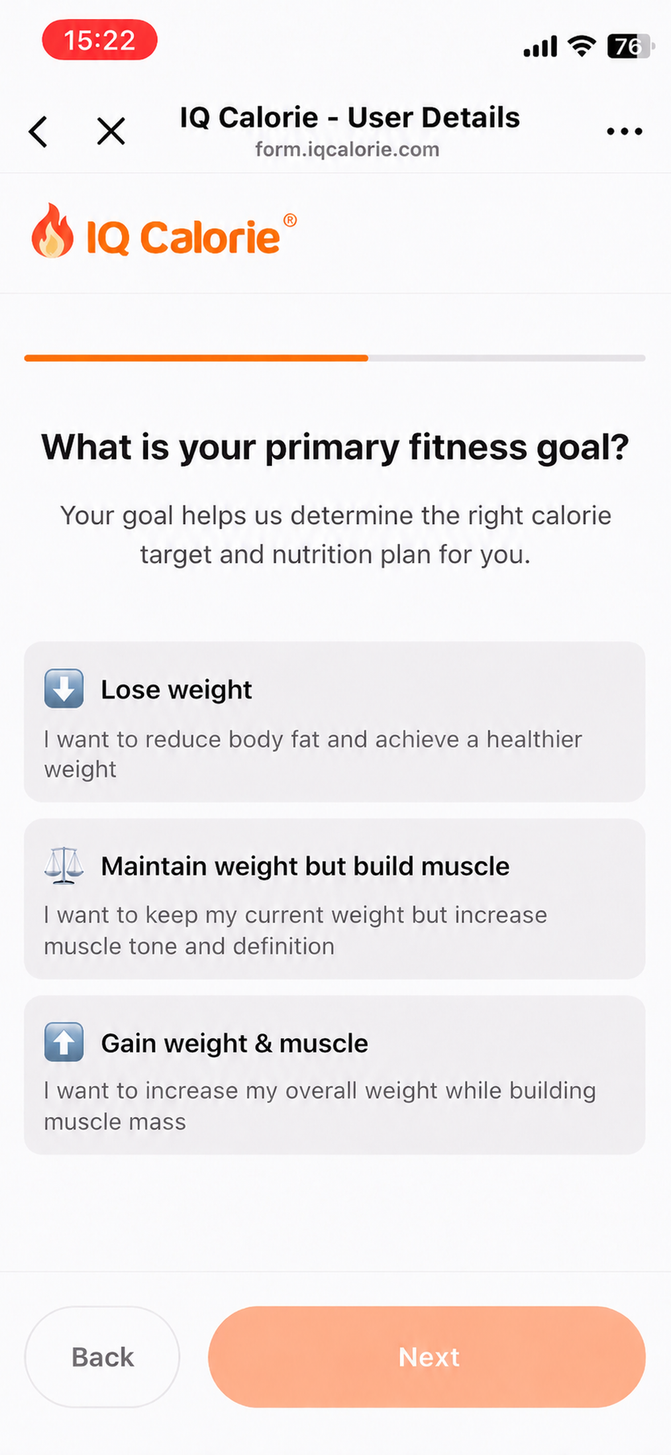 15:22
76
IQ Calorie - User Details
form.iqcalorie.com
IQ Calorie®
What is your primary fitness goal?
Your goal helps us determine the right calorie
target and nutrition plan for you.
Lose weight
I want to reduce body fat and achieve a healthier
weight
Maintain weight but build muscle
I want to keep my current weight but increase
muscle tone and definition
Gain weight & muscle
I want to increase my overall weight while building
muscle mass
Back
Next